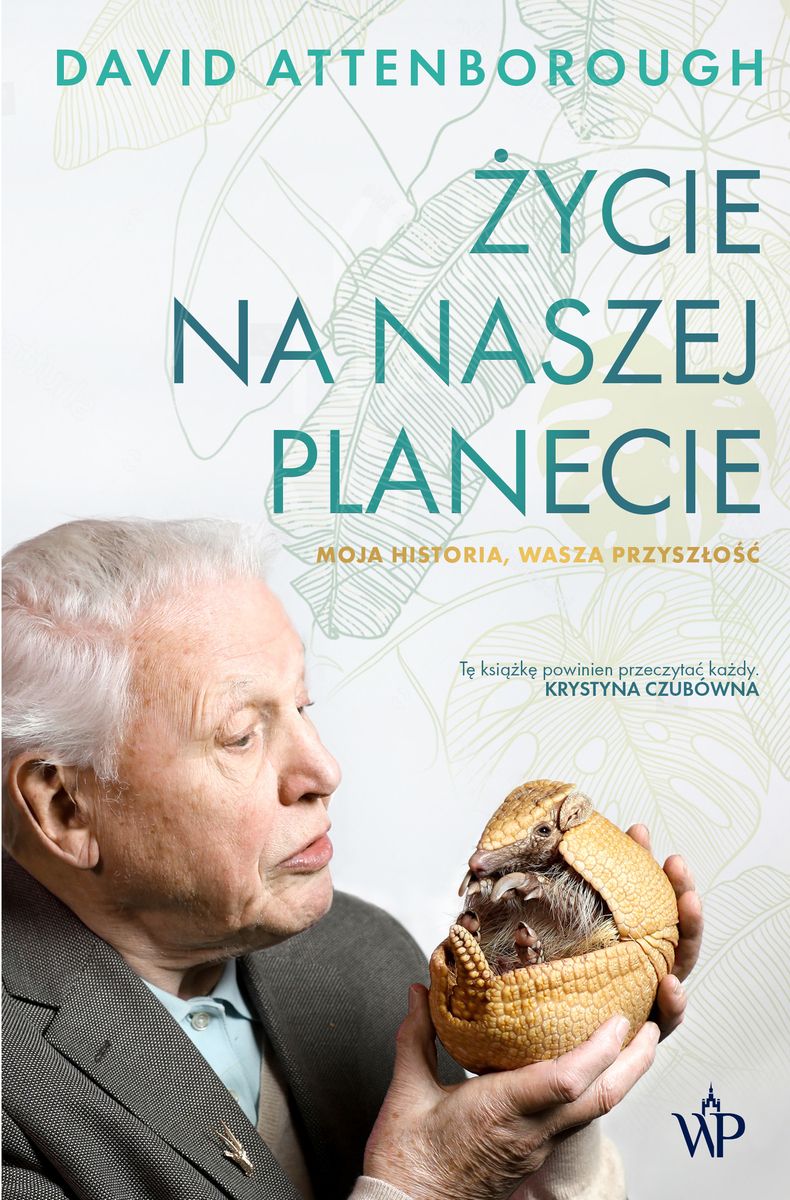 DAVID ATTENBOROUGH
ŻYCIE
NA NASZEJ
PLANECIE
MOJA HISTORIA, WASZA PRZYSZŁOŚĆ
Tę książkę powinien przeczytać każdy.
KRYSTYNA CZUBÓWNA
WP